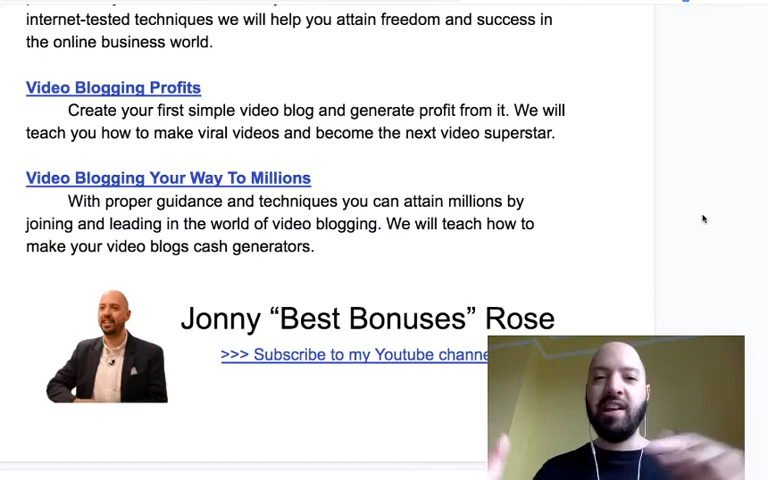 internet-tested techniques we will help you attain freedom and success in
the online business world.
Video Blogging Profits
Create your first simple video blog and generate profit from it. We will
teach you how to make viral videos and become the next video superstar.
Video Blogging Your Way To Millions
With proper guidance and techniques you can attain millions by
joining and leading in the world of video blogging. We will teach how to
make your video blogs cash generators.
Jonny “Best Bonuses” Rose
>>> Subscribe to my Youtube channe